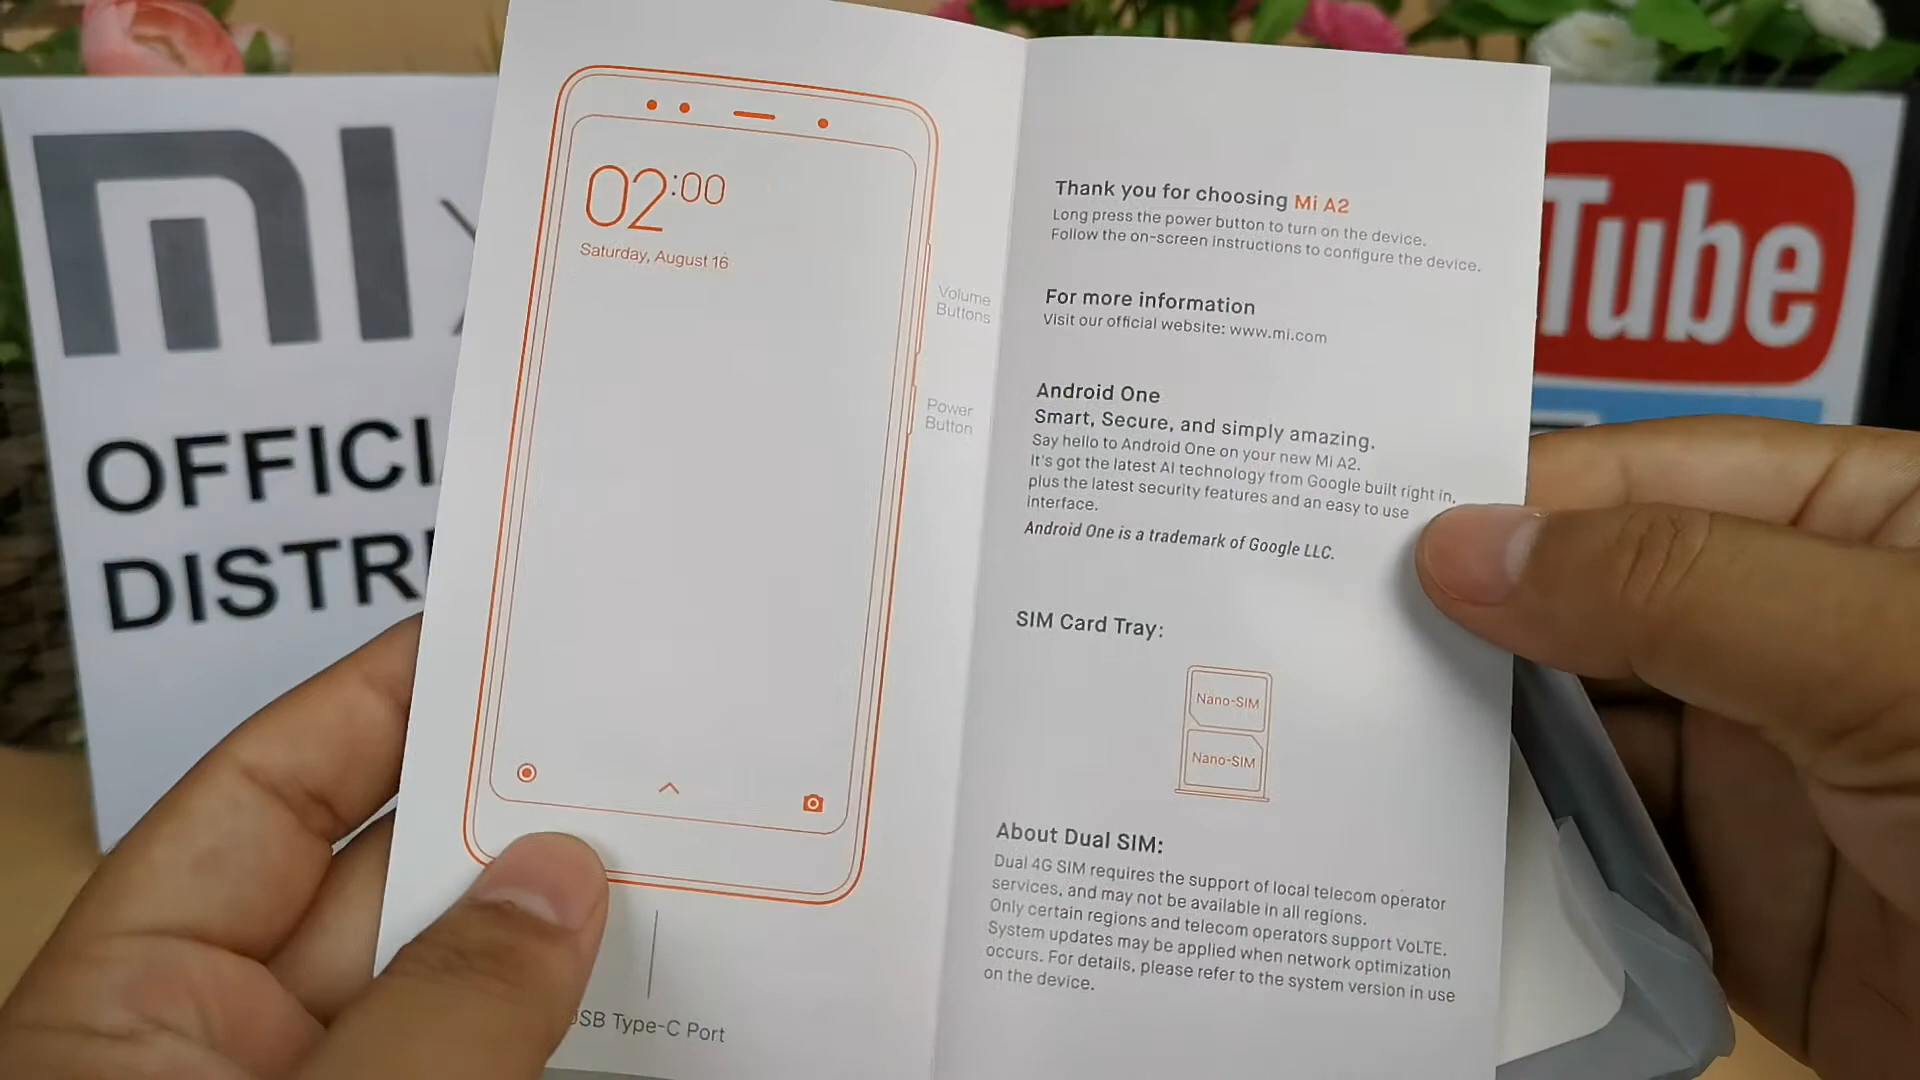 MI
OFFICI
DISTR
Tube
02:00
Saturday, August 16
Volume
Buttons
Power
Button
USB Type-C Port
Thank you for choosing Mi A2
Long press the power button to turn on the device.
Follow the on-screen instructions to configure the device.
For more information
Visit our official website: www.mi.com
Android One
Smart, Secure, and simply amazing.
Say hello to Android One on your new Mi A2.
It's got the latest AI technology from Google built right in,
plus the latest security features and an easy to use
interface.
Android One is a trademark of Google LLC.
SIM Card Tray:
Nano-SIM
Nano-SIM
About Dual SIM:
Dual 4G SIM requires the support of local telecom operator
services, and may not be available in all regions.
Only certain regions and telecom operators support VoLTE.
System updates may be applied when network optimization
occurs. For details, please refer to the system version in use
on the device.